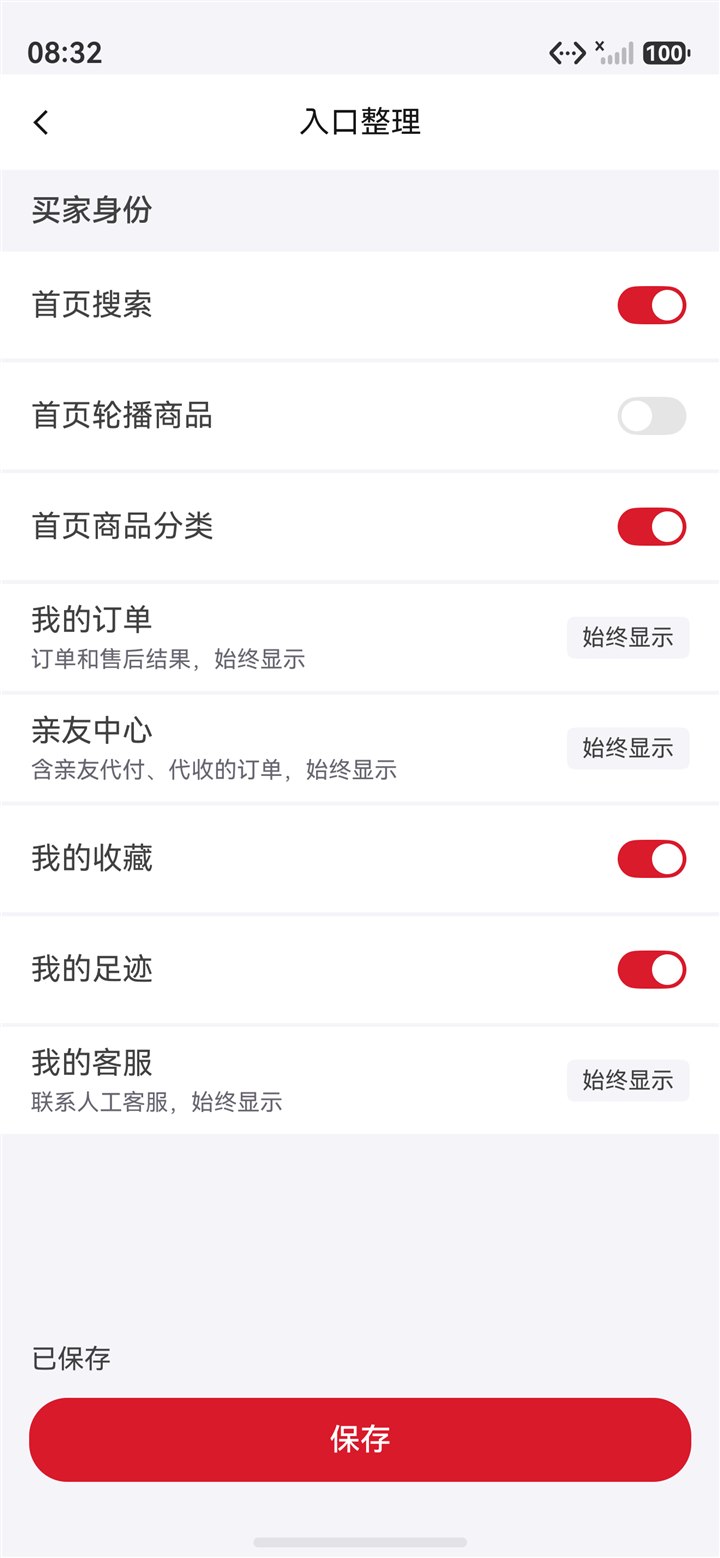 08:32
100
入口整理
买家身份
首页搜索
首页轮播商品
首页商品分类
我的订单
订单和售后结果，始终显示
始终显示
亲友中心
含亲友代付、代收的订单，始终显示
始终显示
我的收藏
我的足迹
我的客服
联系人工客服，始终显示
始终显示
已保存
保存